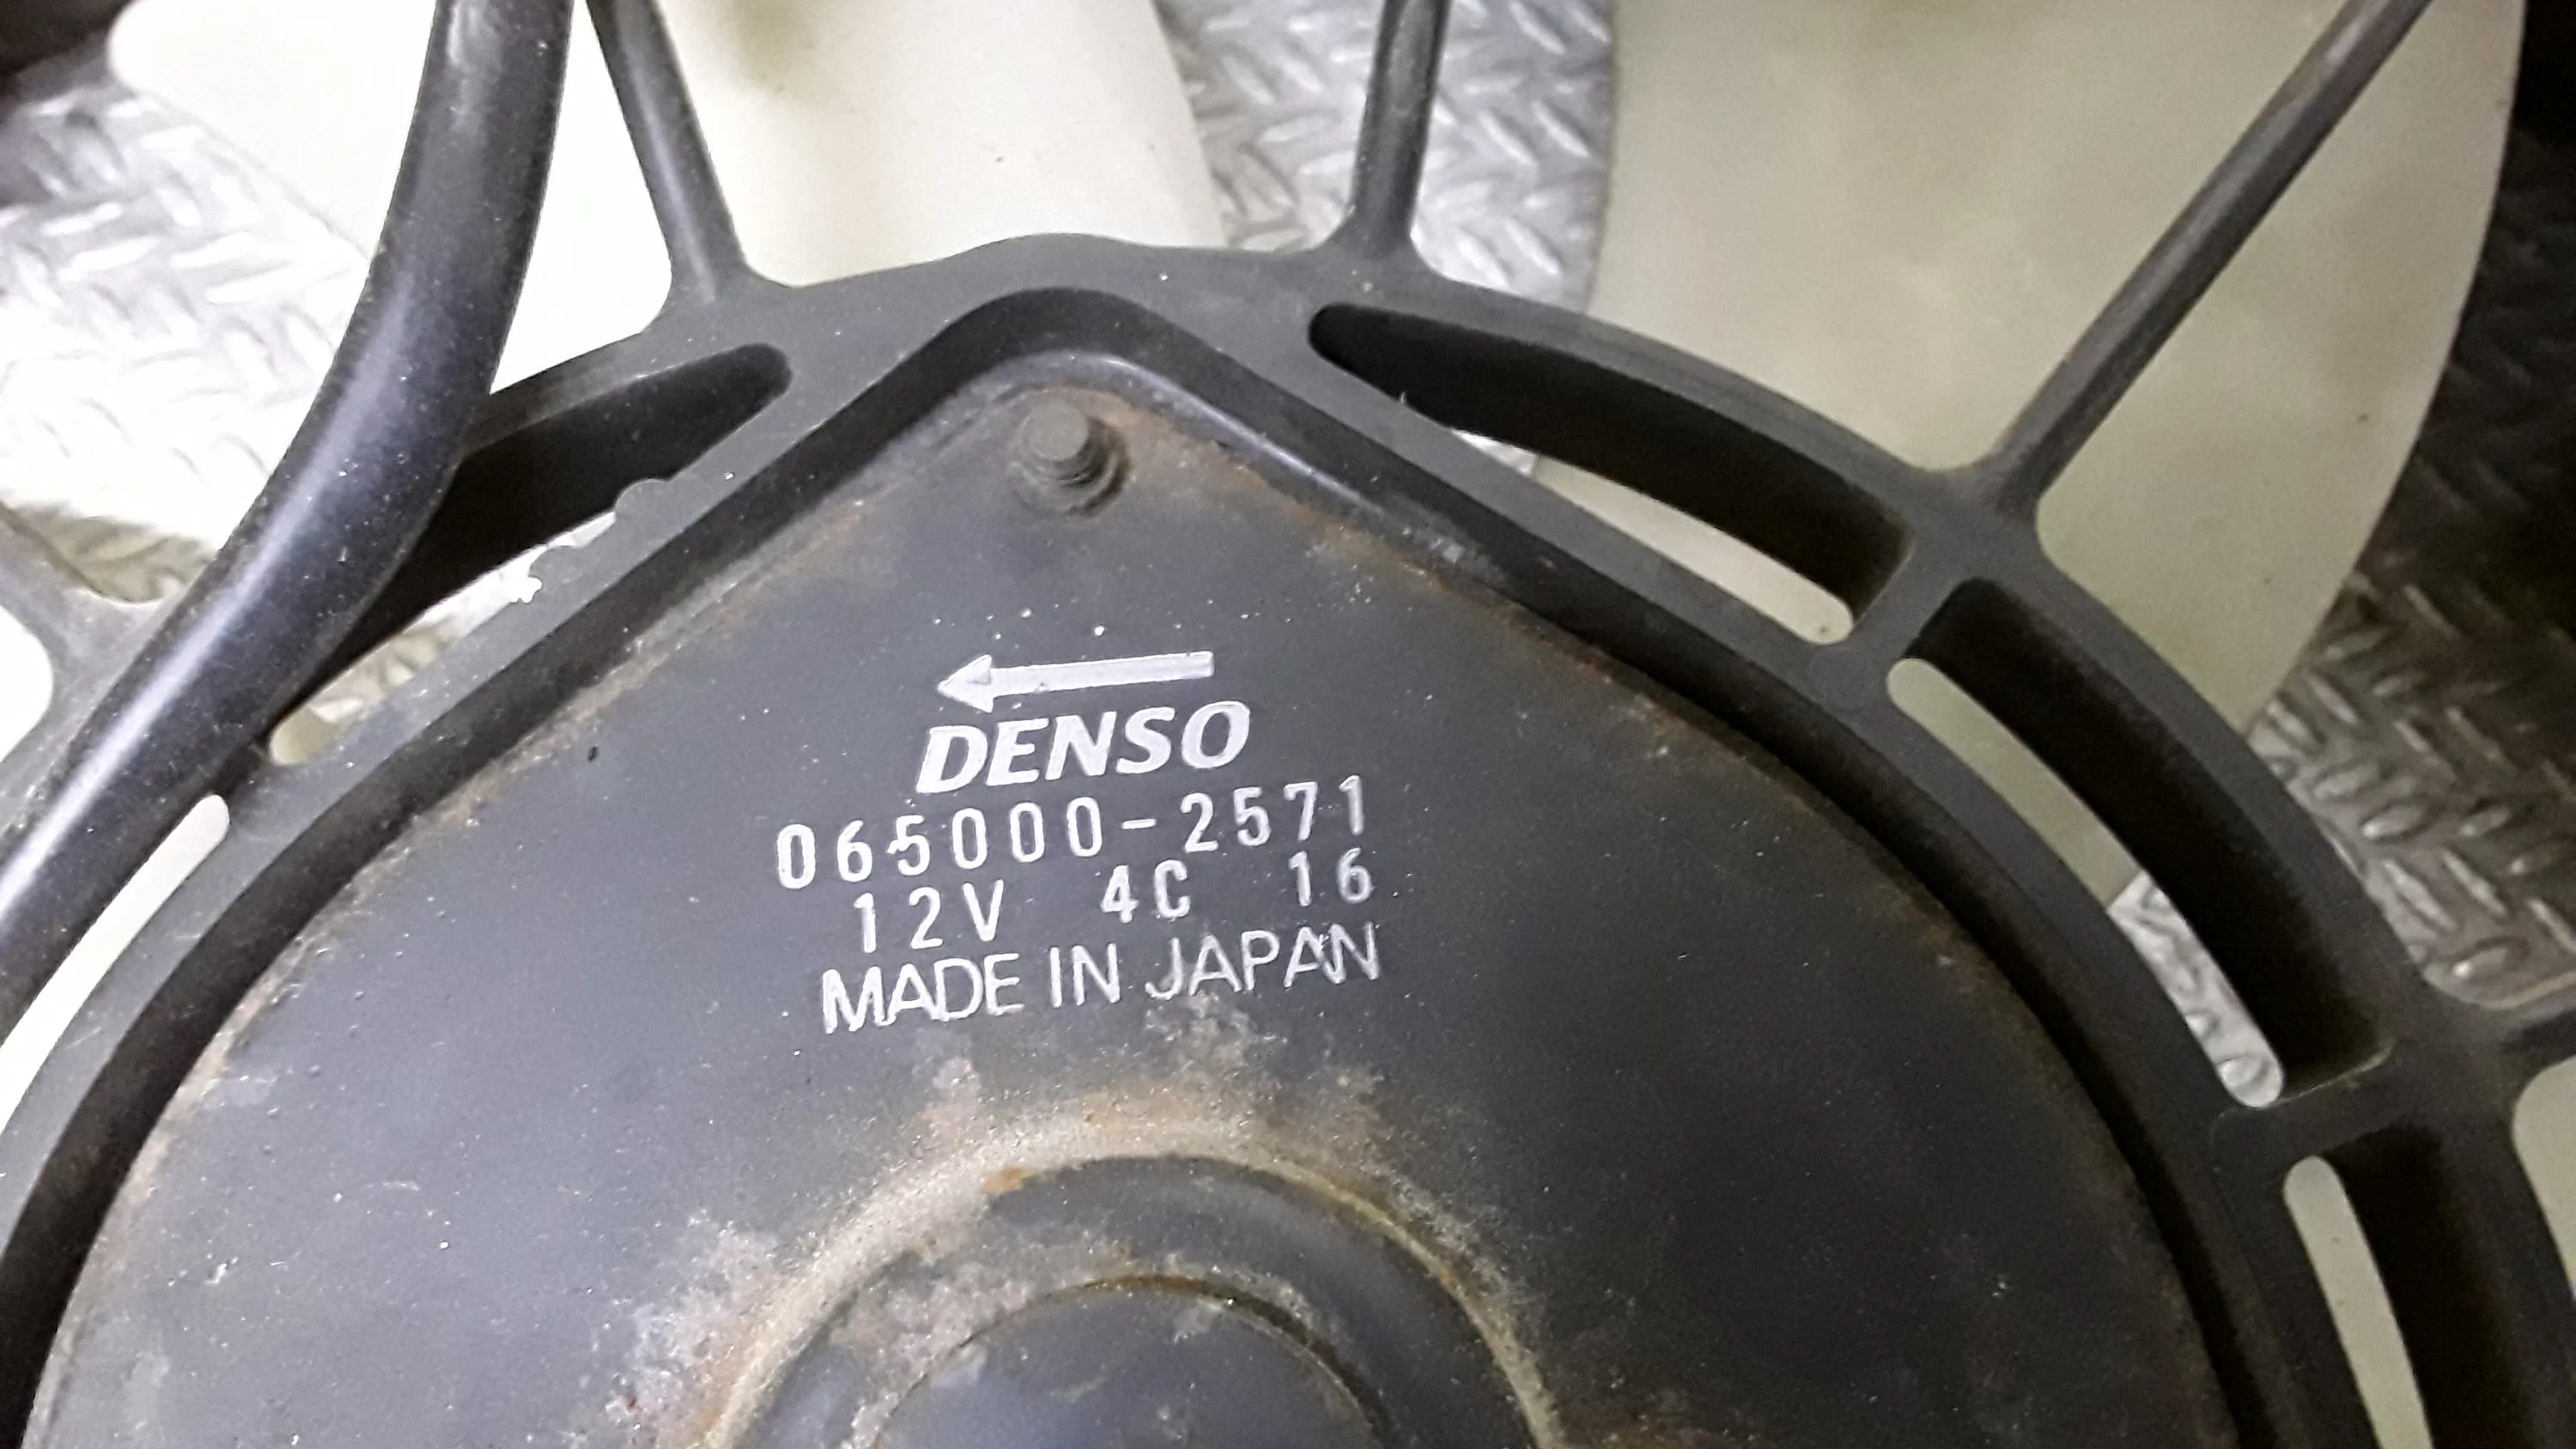 DENSO
065000-2571
12V 4C 16
MADE IN JAPAN